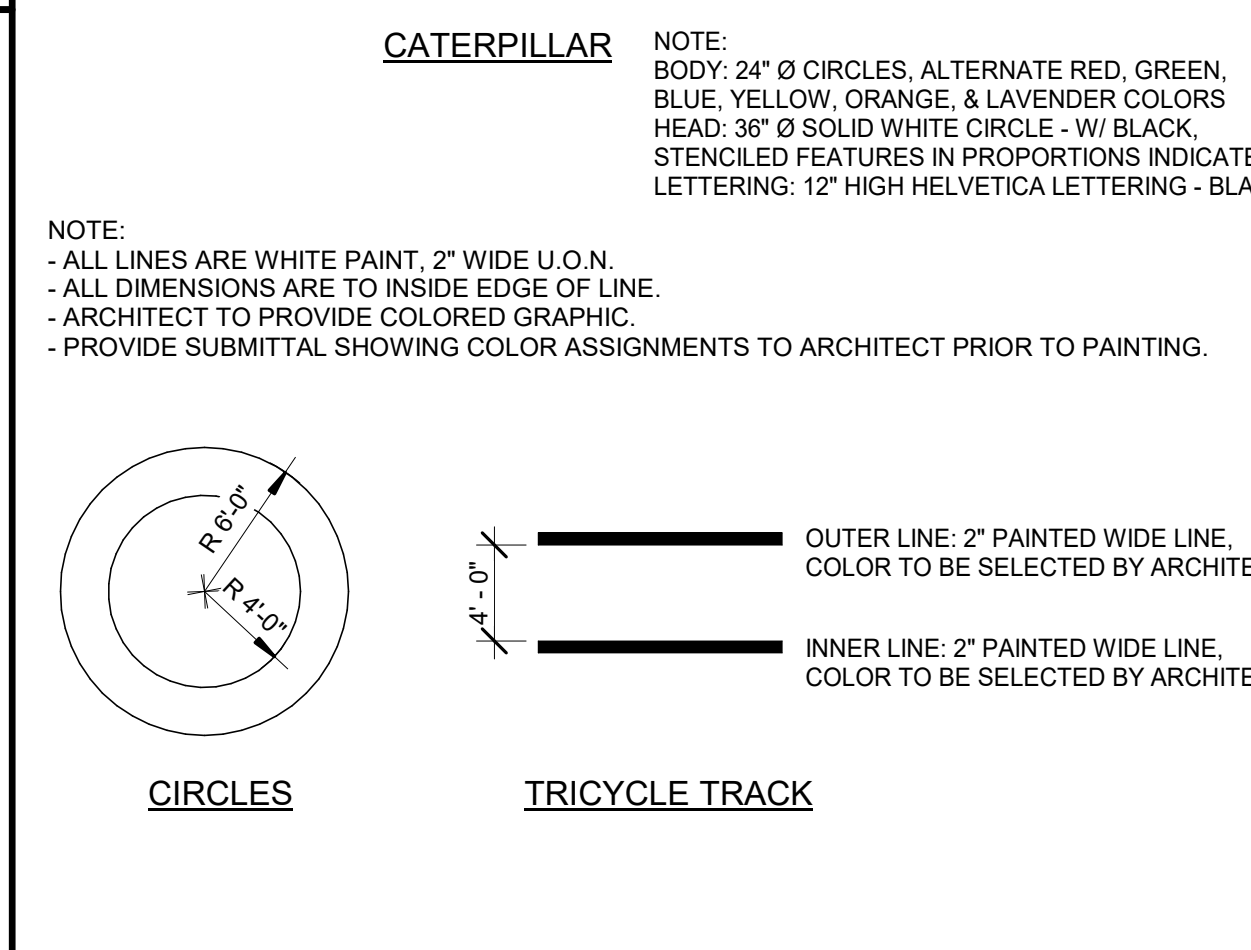 CATERPILLAR
NOTE:
BODY: 24" Ø CIRCLES, ALTERNATE RED, GREEN,
BLUE, YELLOW, ORANGE, & LAVENDER COLORS
HEAD: 36" Ø SOLID WHITE CIRCLE - W/ BLACK,
STENCILED FEATURES IN PROPORTIONS INDICATE
LETTERING: 12" HIGH HELVETICA LETTERING - BLA
NOTE:
- ALL LINES ARE WHITE PAINT, 2" WIDE U.O.N.
- ALL DIMENSIONS ARE TO INSIDE EDGE OF LINE.
- ARCHITECT TO PROVIDE COLORED GRAPHIC.
- PROVIDE SUBMITTAL SHOWING COLOR ASSIGNMENTS TO ARCHITECT PRIOR TO PAINTING.
R 6'-0"
R 4'-0"
CIRCLES
4' - 0"
OUTER LINE: 2" PAINTED WIDE LINE,
COLOR TO BE SELECTED BY ARCHITE
INNER LINE: 2" PAINTED WIDE LINE,
COLOR TO BE SELECTED BY ARCHITE
TRICYCLE TRACK